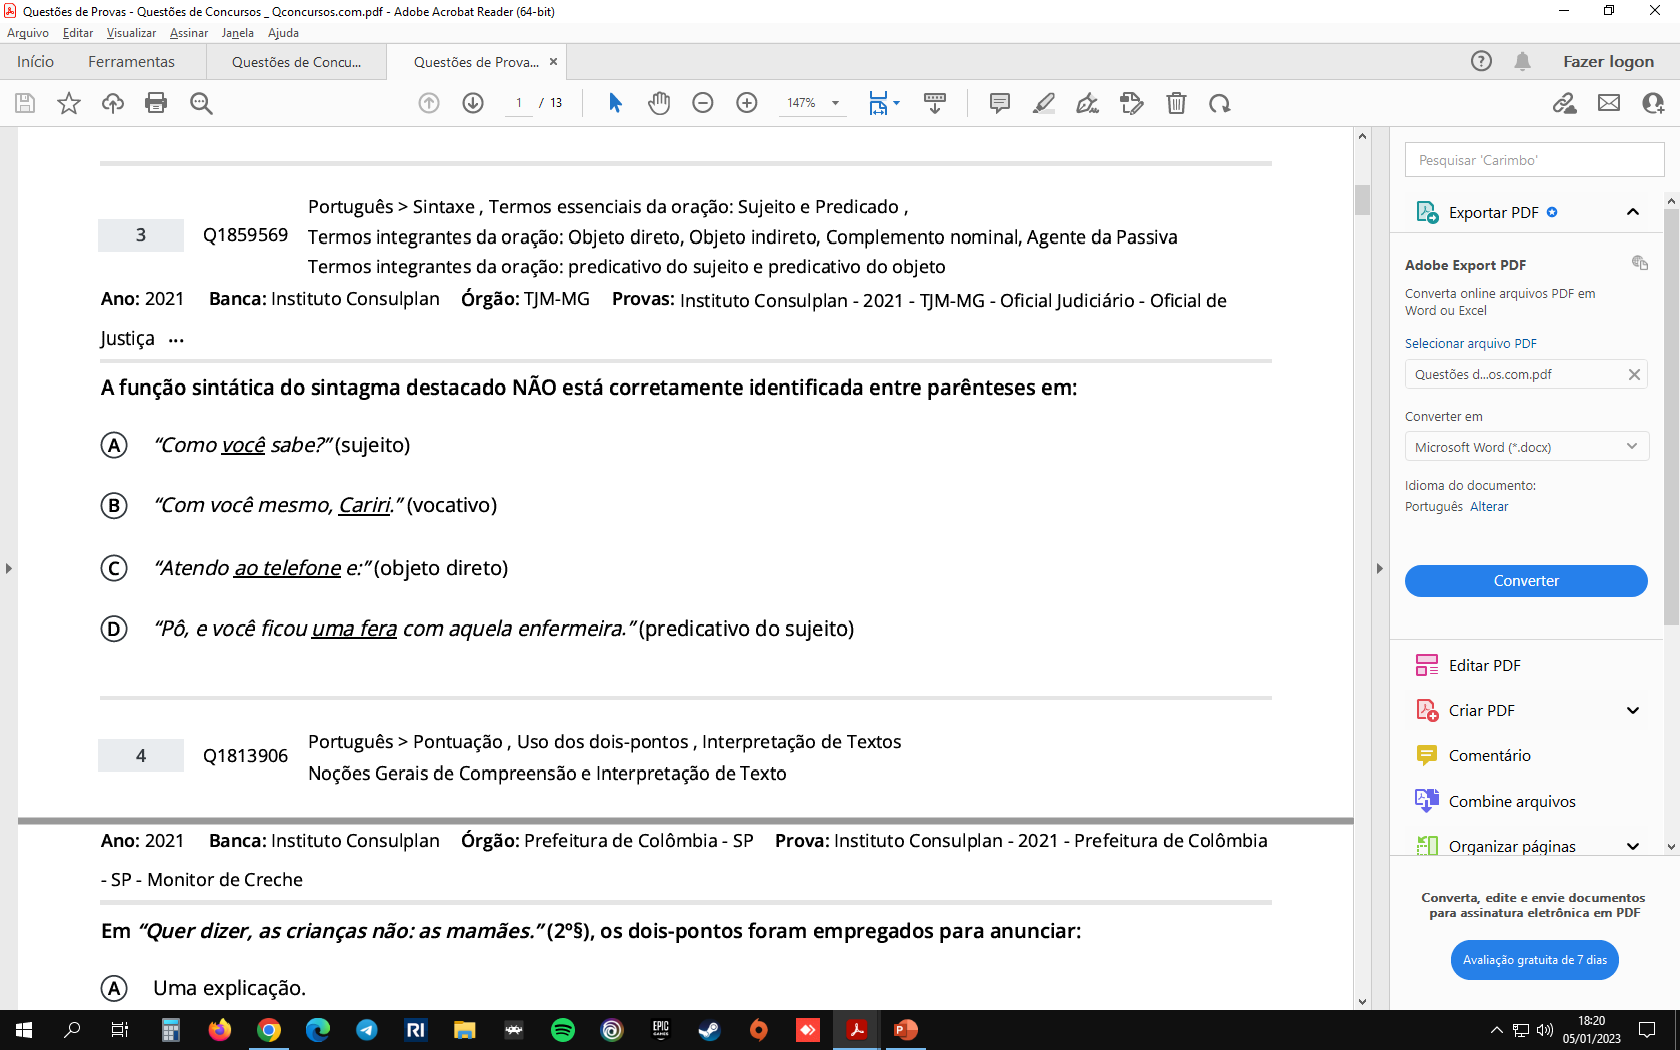 Questões de Provas - Questões de Concursos _ Qconcursos.com.pdf - Adobe Acrobat Reader (64-bit)
Arquivo Editar Visualizar Assinar Janela Ajuda
Início Ferramentas Questões de Concu... Questões de Prova... × Fazer logon
1 / 13 147%
3 Q1859569
Português > Sintaxe , Termos essenciais da oração: Sujeito e Predicado ,
Termos integrantes da oração: Objeto direto, Objeto indireto, Complemento nominal, Agente da Passiva
Termos integrantes da oração: predicativo do sujeito e predicativo do objeto
Ano: 2021 Banca: Instituto Consulplan Órgão: TJM-MG Provas: Instituto Consulplan - 2021 - TJM-MG - Oficial Judiciário - Oficial de
Justiça ...
A função sintática do sintagma destacado NÃO está corretamente identificada entre parênteses em:
A “Como você sabe?” (sujeito)
B “Com você mesmo, Cariri.” (vocativo)
C “Atendo ao telefone e:” (objeto direto)
D “Pô, e você ficou uma fera com aquela enfermeira.” (predicativo do sujeito)
4 Q1813906
Português > Pontuação , Uso dos dois-pontos , Interpretação de Textos
Noções Gerais de Compreensão e Interpretação de Texto
Ano: 2021 Banca: Instituto Consulplan Órgão: Prefeitura de Colômbia - SP Prova: Instituto Consulplan - 2021 - Prefeitura de Colômbia
- SP - Monitor de Creche
Em “Quer dizer, as crianças não: as mamães.” (2º§), os dois-pontos foram empregados para anunciar:
A Uma explicação.
Pesquisar 'Carimbo'
Exportar PDF
Adobe Export PDF
Converta online arquivos PDF em
Word ou Excel
Selecionar arquivo PDF
Questões d...os.com.pdf
Converter em
Microsoft Word (*.docx)
Idioma do documento:
Português Alterar
Converter
Editar PDF
Criar PDF
Comentário
Combine arquivos
Organizar páginas
Converta, edite e envie documentos
para assinatura eletrônica em PDF
Avaliação gratuita de 7 dias
RI
EPIC
GAMES
18:20
05/01/2023